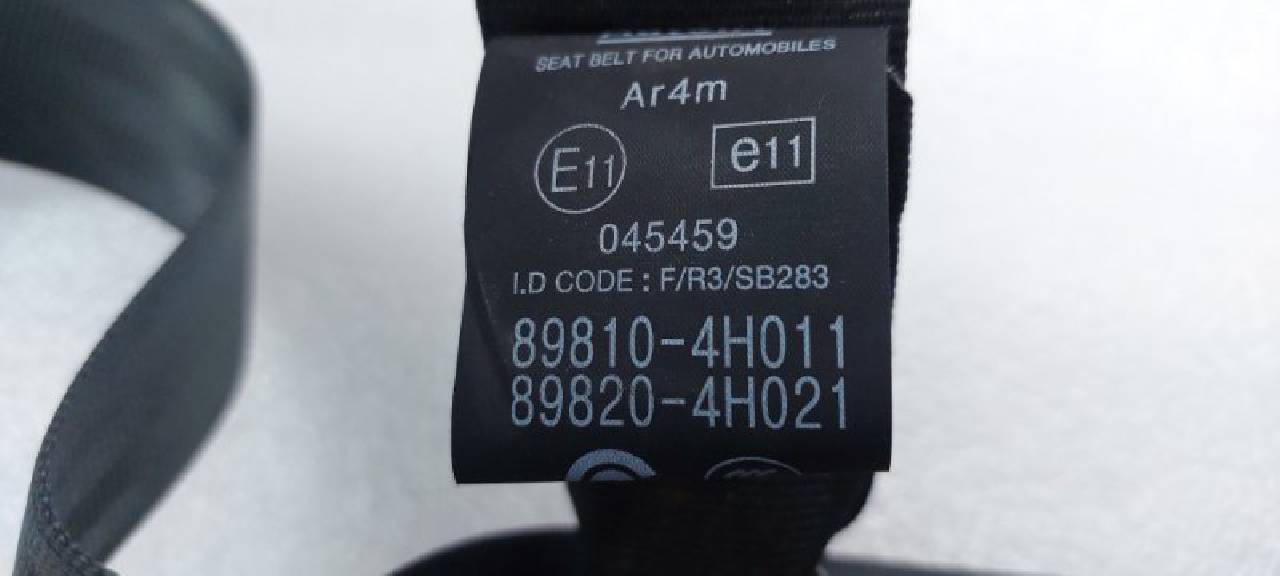 SEAT BELT FOR AUTOMOBILES
Ar4m
E11 e11
045459
I.D CODE : F/R3/SB283
89810-4H011
89820-4H021